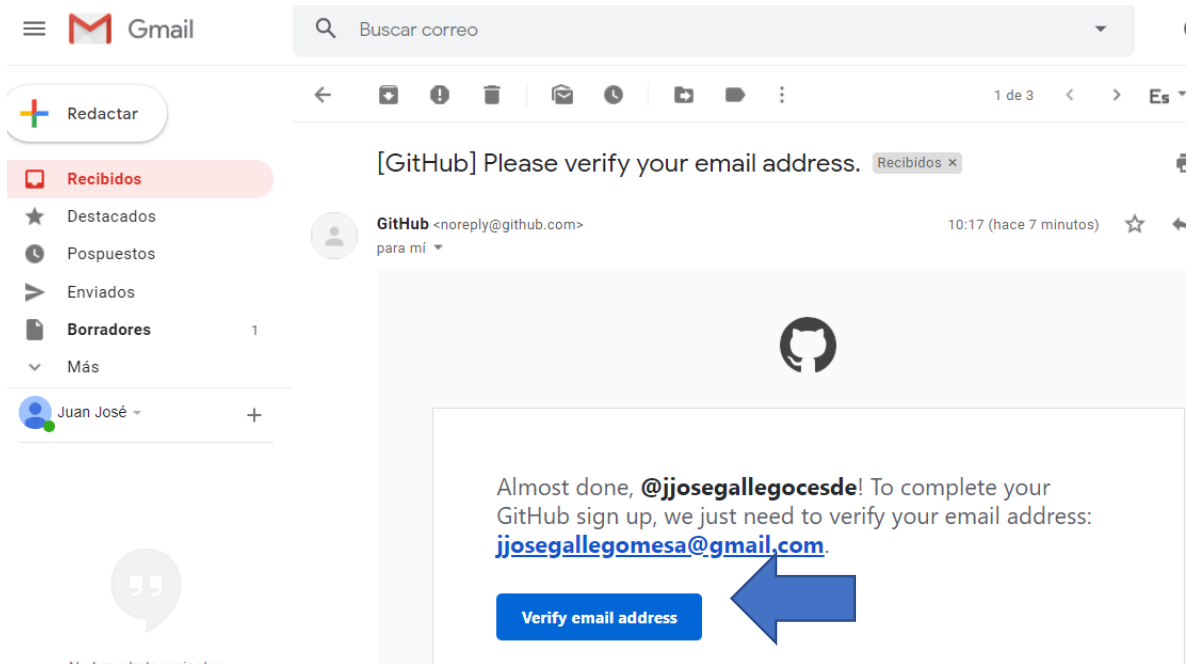 Gmail
Buscar correo
Redactar
1 de 3
Es
[GitHub] Please verify your email address. Recibidos ×
Recibidos
Destacados
GitHub <noreply@github.com>
10:17 (hace 7 minutos)
para mí
Pospuestos
Enviados
Borradores 1
Más
Juan José
Almost done, @jjosegallegocesde! To complete your
GitHub sign up, we just need to verify your email address:
jjosegallegomesa@gmail.com.
Verify email address